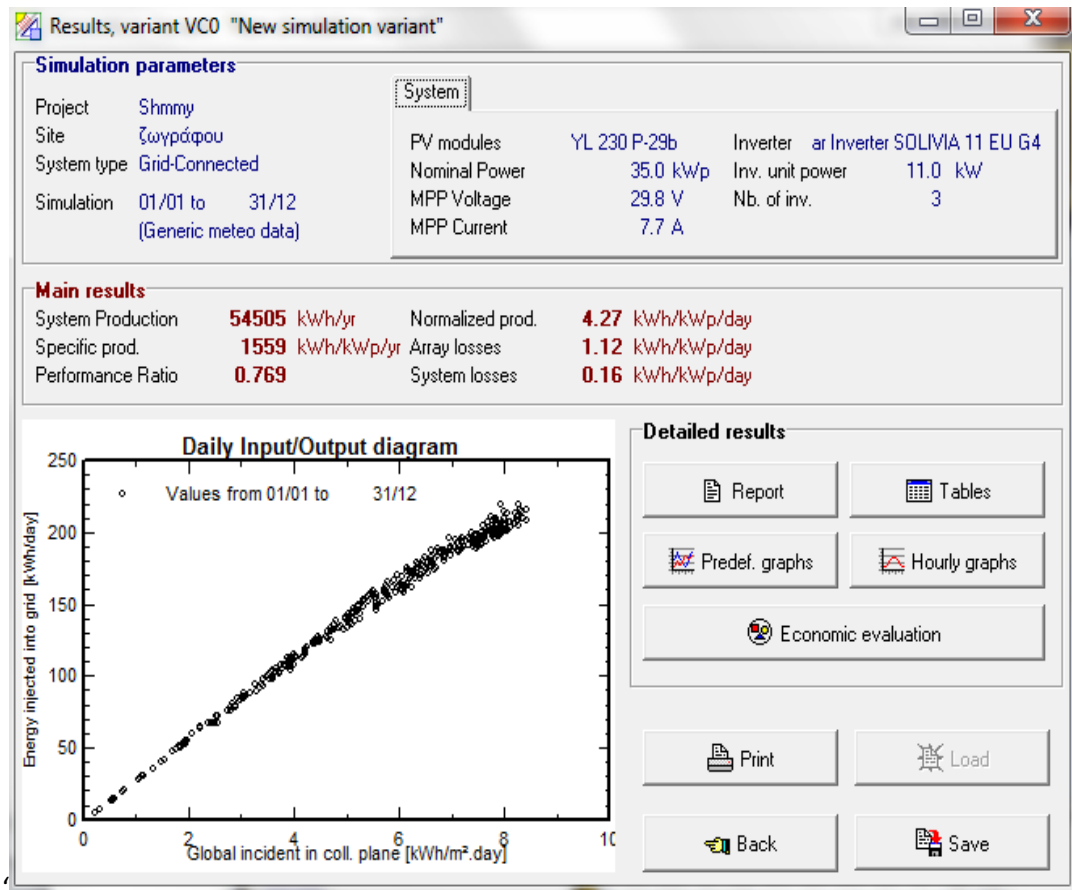 Results, variant VC0 "New simulation variant"
Simulation parameters
Project Shmmy
Site ζωγράφου
System type Grid-Connected
Simulation 01/01 to 31/12
(Generic meteo data)
System
PV modules YL 230 P-29b Inverter ar Inverter SOLIVIA 11 EU G4
Nominal Power 35.0 kWp Inv. unit power 11.0 kW
MPP Voltage 29.8 V Nb. of inv. 3
MPP Current 7.7 A
Main results
System Production 54505 kWh/yr Normalized prod. 4.27 kWh/kWp/day
Specific prod. 1559 kWh/kWp/yr Array losses 1.12 kWh/kWp/day
Performance Ratio 0.769 System losses 0.16 kWh/kWp/day
Daily Input/Output diagram
Values from 01/01 to 31/12
Energy injected into grid [kWh/day]
250
200
150
100
50
0
0 2 4 6 8 10
Global incident in coll. plane [kWh/m².day]
Detailed results
Report Tables
Predef. graphs Hourly graphs
Economic evaluation
Print Load
Back Save